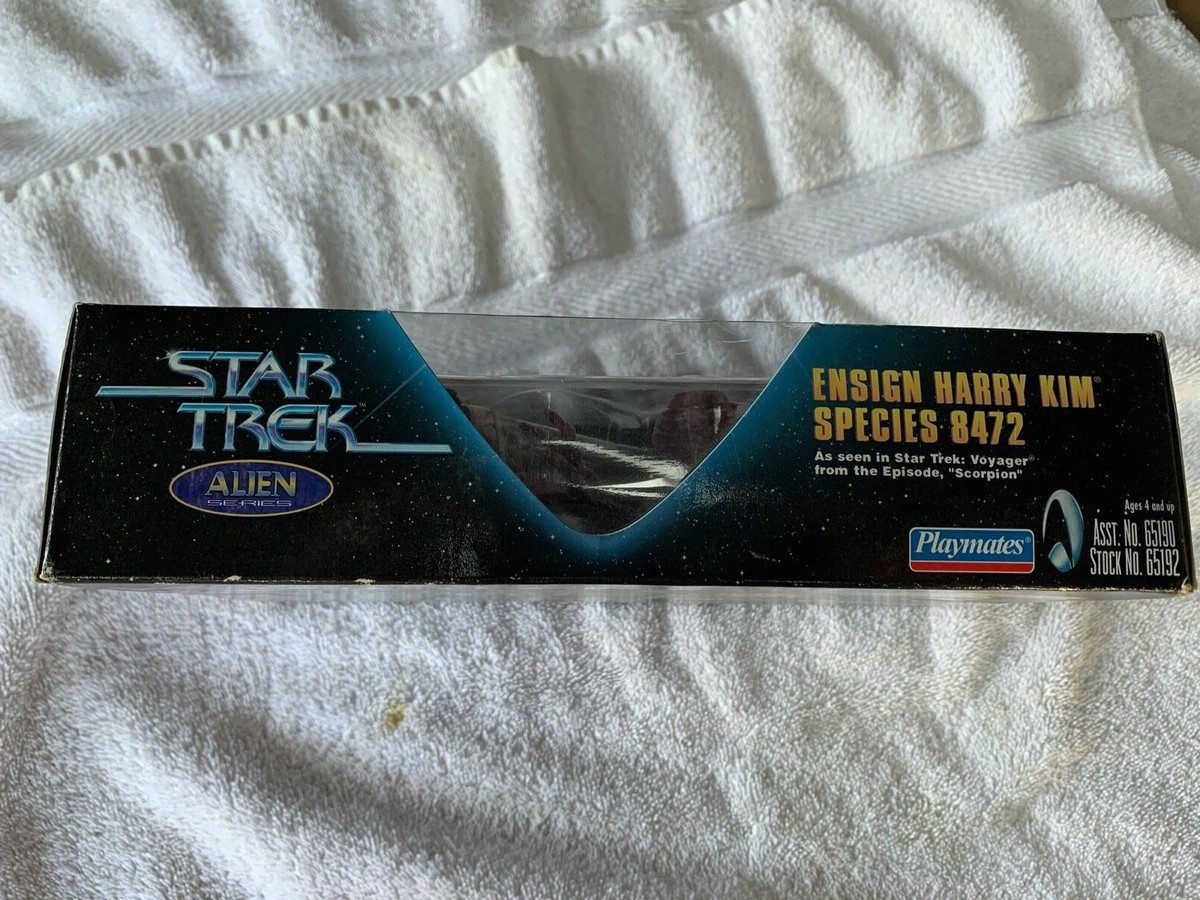 STAR
TREK™
ALIEN
SERIES
ENSIGN HARRY KIM®
SPECIES 8472
As seen in Star Trek: Voyager®
from the Episode, "Scorpion"
Ages 4 and up
Playmates®
ASST. NO. 65190
STOCK NO. 65192